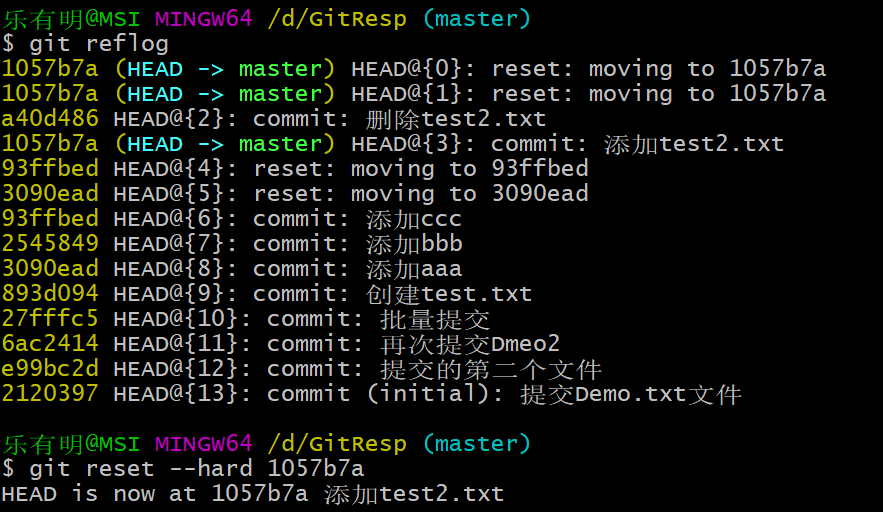 乐有明@MSI MINGW64 /d/GitResp (master)
$ git reflog
1057b7a (HEAD -> master) HEAD@{0}: reset: moving to 1057b7a
1057b7a (HEAD -> master) HEAD@{1}: reset: moving to 1057b7a
a40d486 HEAD@{2}: commit: 删除test2.txt
1057b7a (HEAD -> master) HEAD@{3}: commit: 添加test2.txt
93ffbed HEAD@{4}: reset: moving to 93ffbed
3090ead HEAD@{5}: reset: moving to 3090ead
93ffbed HEAD@{6}: commit: 添加ccc
2545849 HEAD@{7}: commit: 添加bbb
3090ead HEAD@{8}: commit: 添加aaa
893d094 HEAD@{9}: commit: 创建test.txt
27fffc5 HEAD@{10}: commit: 批量提交
6ac2414 HEAD@{11}: commit: 再次提交Dmeo2
e99bc2d HEAD@{12}: commit: 提交的第二个文件
2120397 HEAD@{13}: commit (initial): 提交Demo.txt文件
乐有明@MSI MINGW64 /d/GitResp (master)
$ git reset --hard 1057b7a
HEAD is now at 1057b7a 添加test2.txt